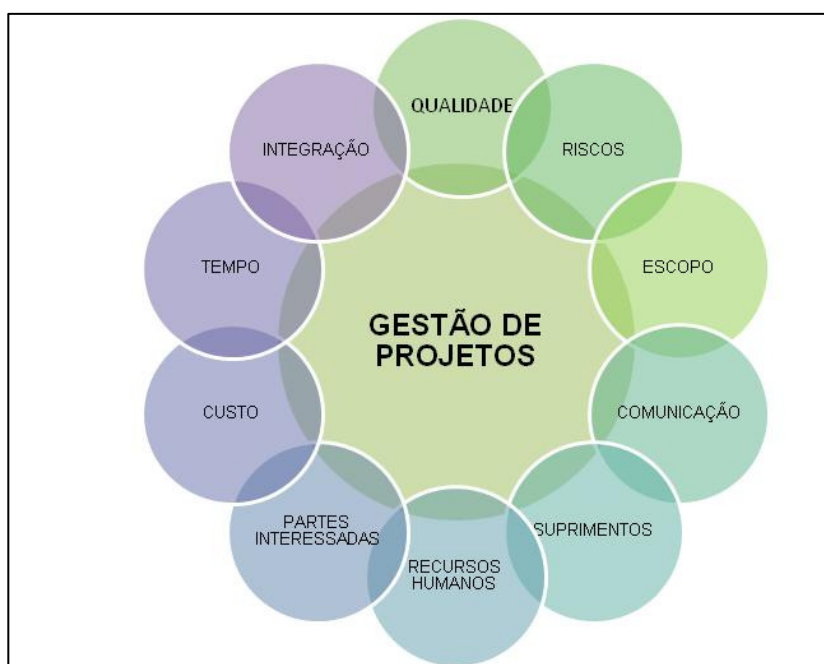 QUALIDADE
INTEGRAÇÃO
RISCOS
TEMPO
ESCOPO
GESTÃO DE
PROJETOS
CUSTO
COMUNICAÇÃO
PARTES
INTERESSADAS
SUPRIMENTOS
RECURSOS
HUMANOS